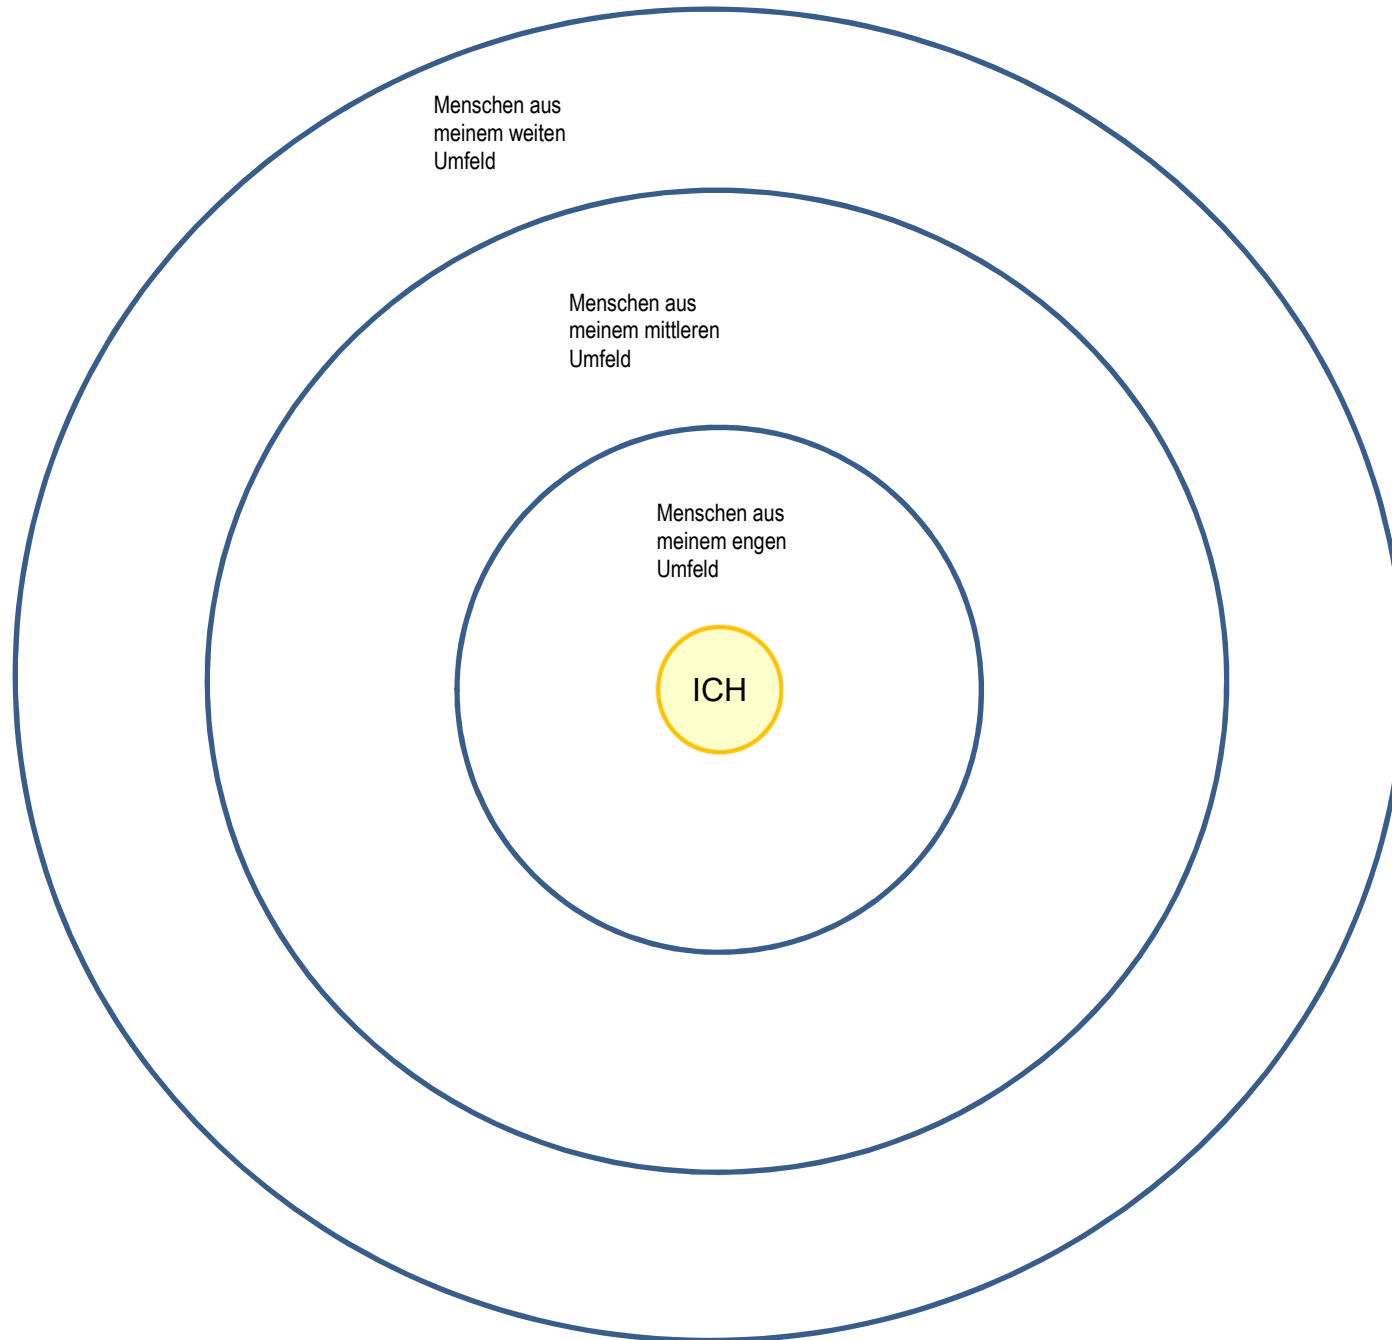 Menschen aus
meinem weiten
Umfeld
Menschen aus
meinem mittleren
Umfeld
Menschen aus
meinem engen
Umfeld
ICH